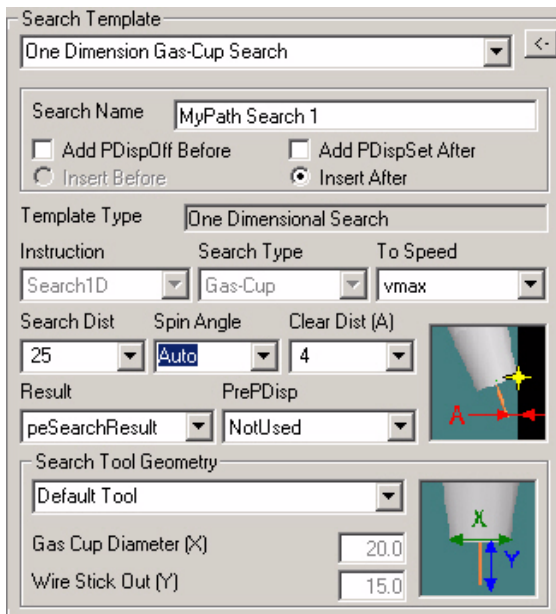 Search Template
One Dimension Gas-Cup Search
<-
Search Name MyPath Search 1
Add PDispOff Before Add PDispSet After
Insert Before Insert After
Template Type One Dimensional Search
Instruction Search Type To Speed
Search1D Gas-Cup vmax
Search Dist Spin Angle Clear Dist (A)
25 Auto 4
Result PrePDisp
A
peSearchResult NotUsed
Search Tool Geometry
Default Tool
X
Gas Cup Diameter (X) 20.0
Y
Wire Stick Out (Y) 15.0